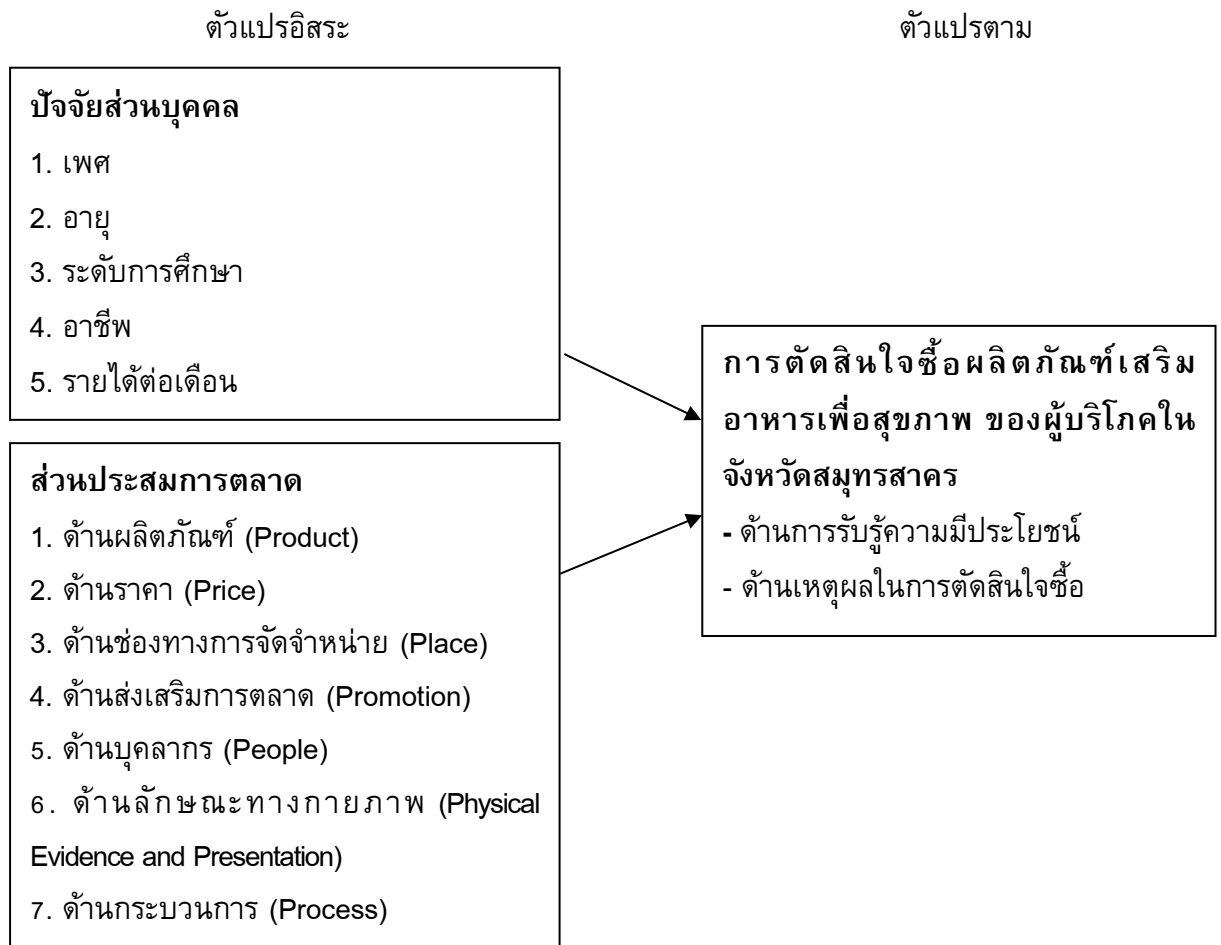 ตัวแปรอิสระ
ตัวแปรตาม
ปัจจัยส่วนบุคคล
1. เพศ
2. อายุ
3. ระดับการศึกษา
4. อาชีพ
5. รายได้ต่อเดือน
ส่วนประสมการตลาด
1. ด้านผลิตภัณฑ์ (Product)
2. ด้านราคา (Price)
3. ด้านช่องทางการจัดจำหน่าย (Place)
4. ด้านส่งเสริมการตลาด (Promotion)
5. ด้านบุคลากร (People)
6. ด้านลักษณะทางกายภาพ (Physical
Evidence and Presentation)
7. ด้านกระบวนการ (Process)
การตัดสินใจซื้อผลิตภัณฑ์เสริม
อาหารเพื่อสุขภาพ ของผู้บริโภคใน
จังหวัดสมุทรสาคร
- ด้านการรับรู้ความมีประโยชน์
- ด้านเหตุผลในการตัดสินใจซื้อ